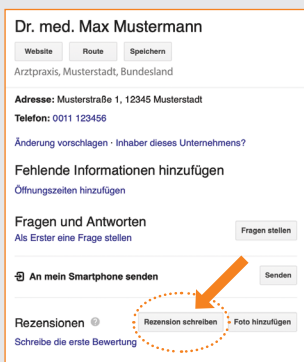 Dr. med. Max Mustermann
Website Route Speichern
Arztpraxis, Musterstadt, Bundesland
Adresse: Musterstraße 1, 12345 Musterstadt
Telefon: 0011 123456
Änderung vorschlagen · Inhaber dieses Unternehmens?
Fehlende Informationen hinzufügen
Öffnungszeiten hinzufügen
Fragen und Antworten
Fragen stellen
Als Erster eine Frage stellen
An mein Smartphone senden Senden
Rezensionen ? Rezension schreiben Foto hinzufügen
Schreibe die erste Bewertung